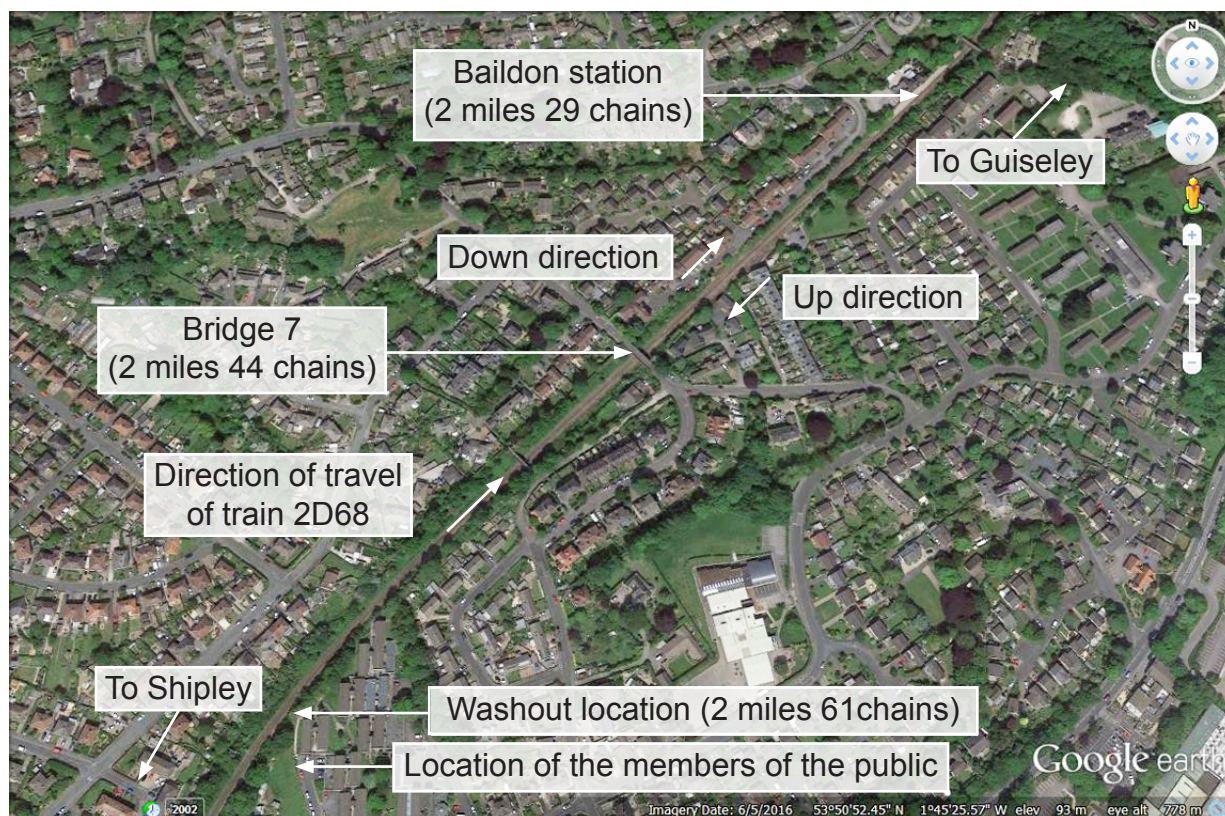 N
Baildon station
(2 miles 29 chains)
To Guiseley
Down direction
Up direction
Bridge 7
(2 miles 44 chains)
Direction of travel
of train 2D68
To Shipley
Washout location (2 miles 61chains)
Location of the members of the public
Google earth
2002
Imagery Date: 6/5/2016 53°50'52.45" N 1°45'25.57" W elev 93 m eye alt 778 m